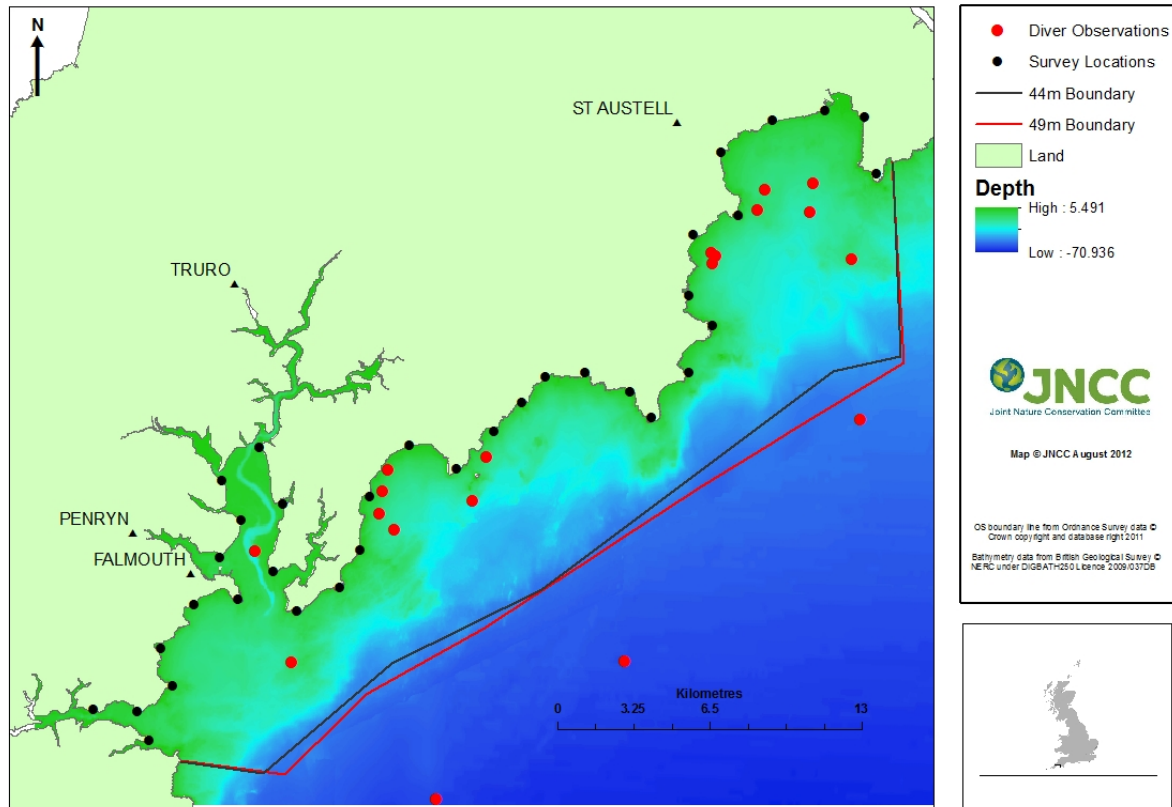 N
ST AUSTELL
TRURO
PENRYN
FALMOUTH
Kilometres
0 3.25 6.5 13
Diver Observations
Survey Locations
44m Boundary
49m Boundary
Land
Depth
High : 5.491
Low : -70.936
JNCC
Joint Nature Conservation Committee
Map © JNCC August 2012
OS boundary line from Ordnance Survey data ©
Crown copyright and database right 2011
Bathymetry data from British Geological Survey ©
NERC under DIGBATH250 Licence 2009/037DB